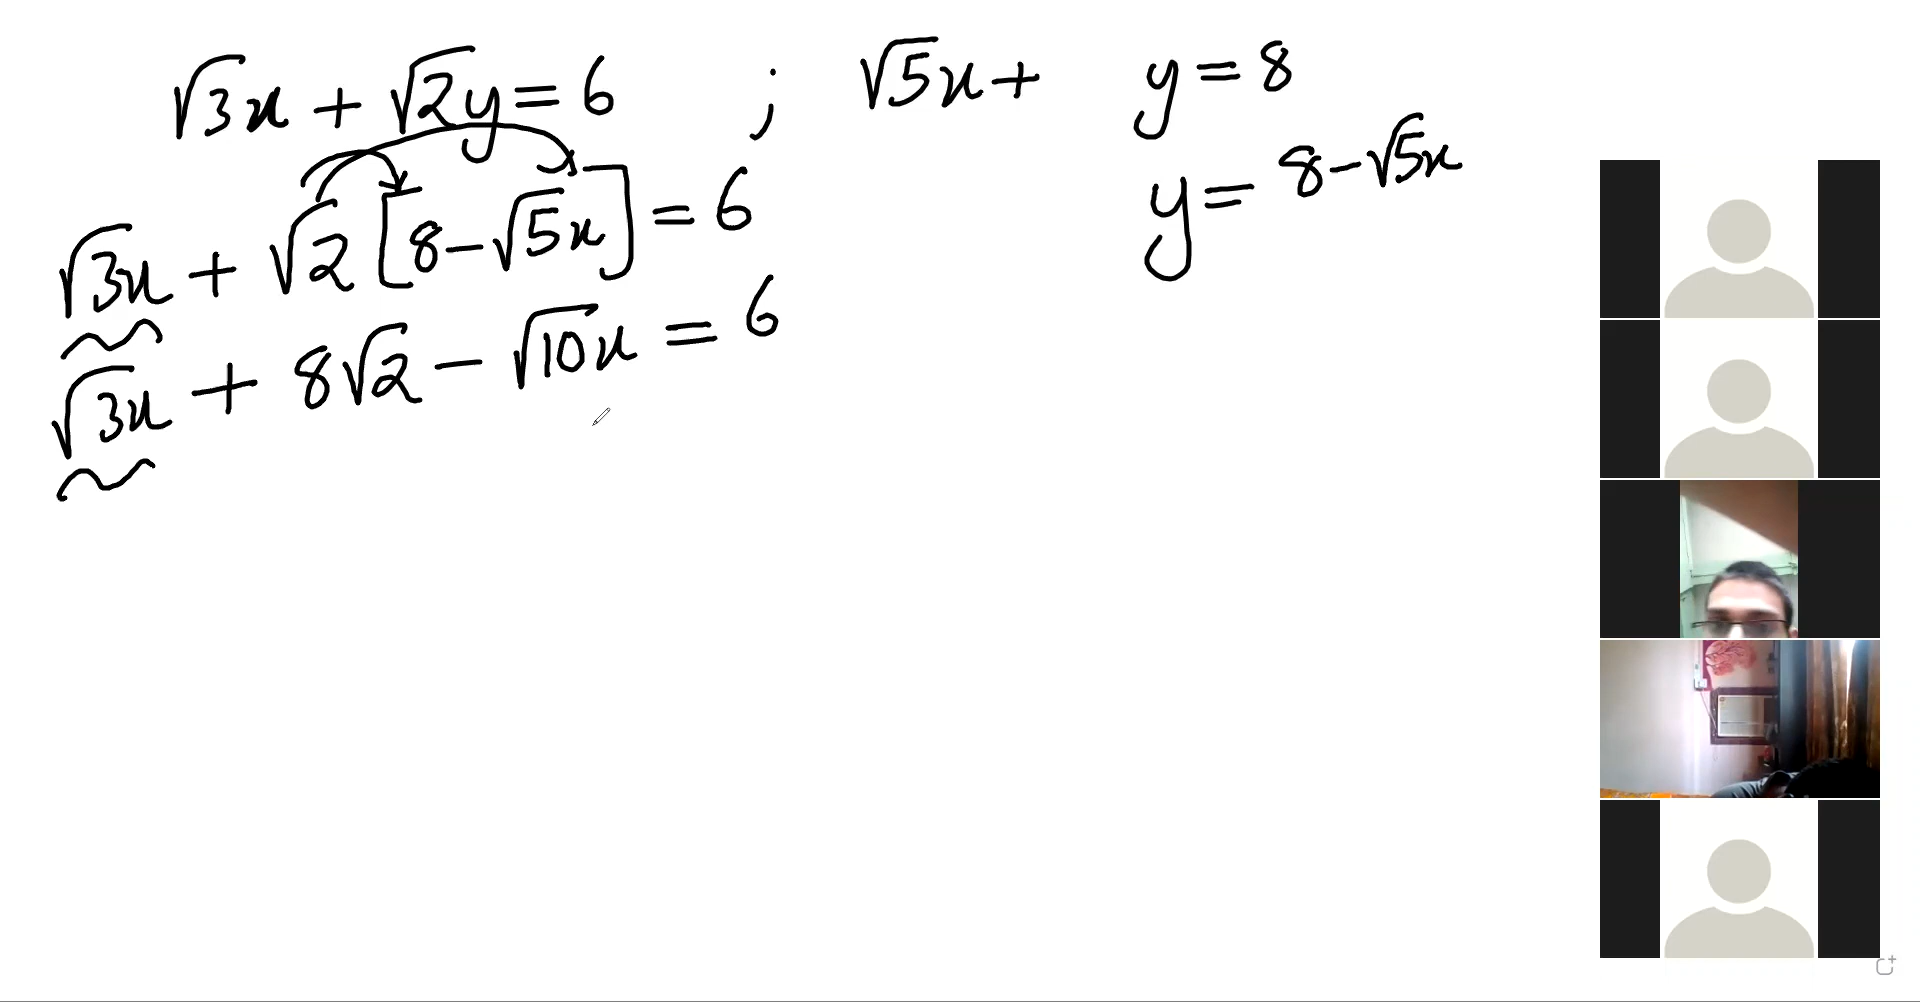 √3x + √2y = 6 ; √5x + y = 8
y = 8 - √5x
√3x + √2 [8 - √5x] = 6
√3x + 8√2 - √10x = 6